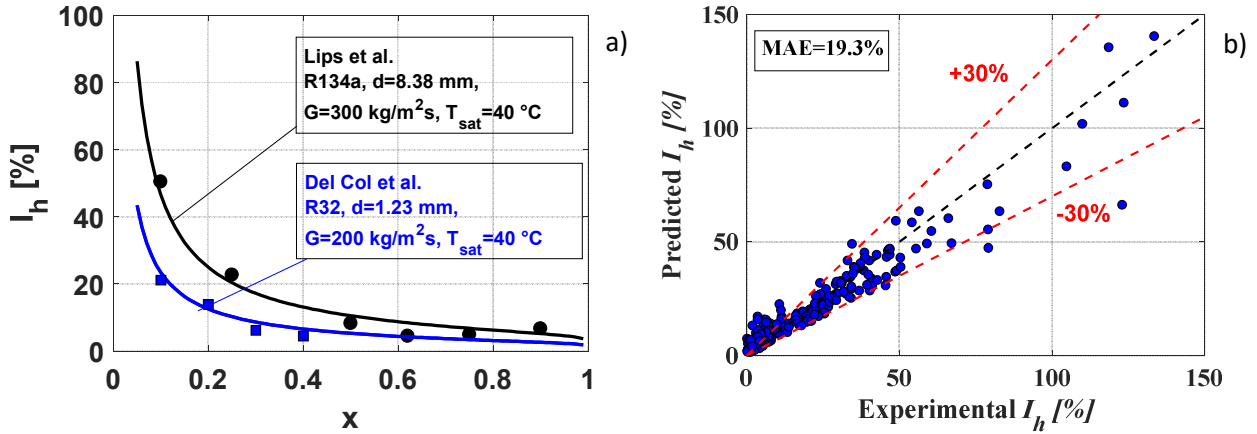 a)
I_h [%]
100
80
60
40
20
0
Lips et al.
R134a, d=8.38 mm,
G=300 kg/m²s, T_sat=40 °C
Del Col et al.
R32, d=1.23 mm,
G=200 kg/m²s, T_sat=40 °C
0 0.2 0.4 0.6 0.8 1
x
b)
Predicted I_h [%]
150
100
50
0
MAE=19.3%
+30%
-30%
0 50 100 150
Experimental I_h [%]